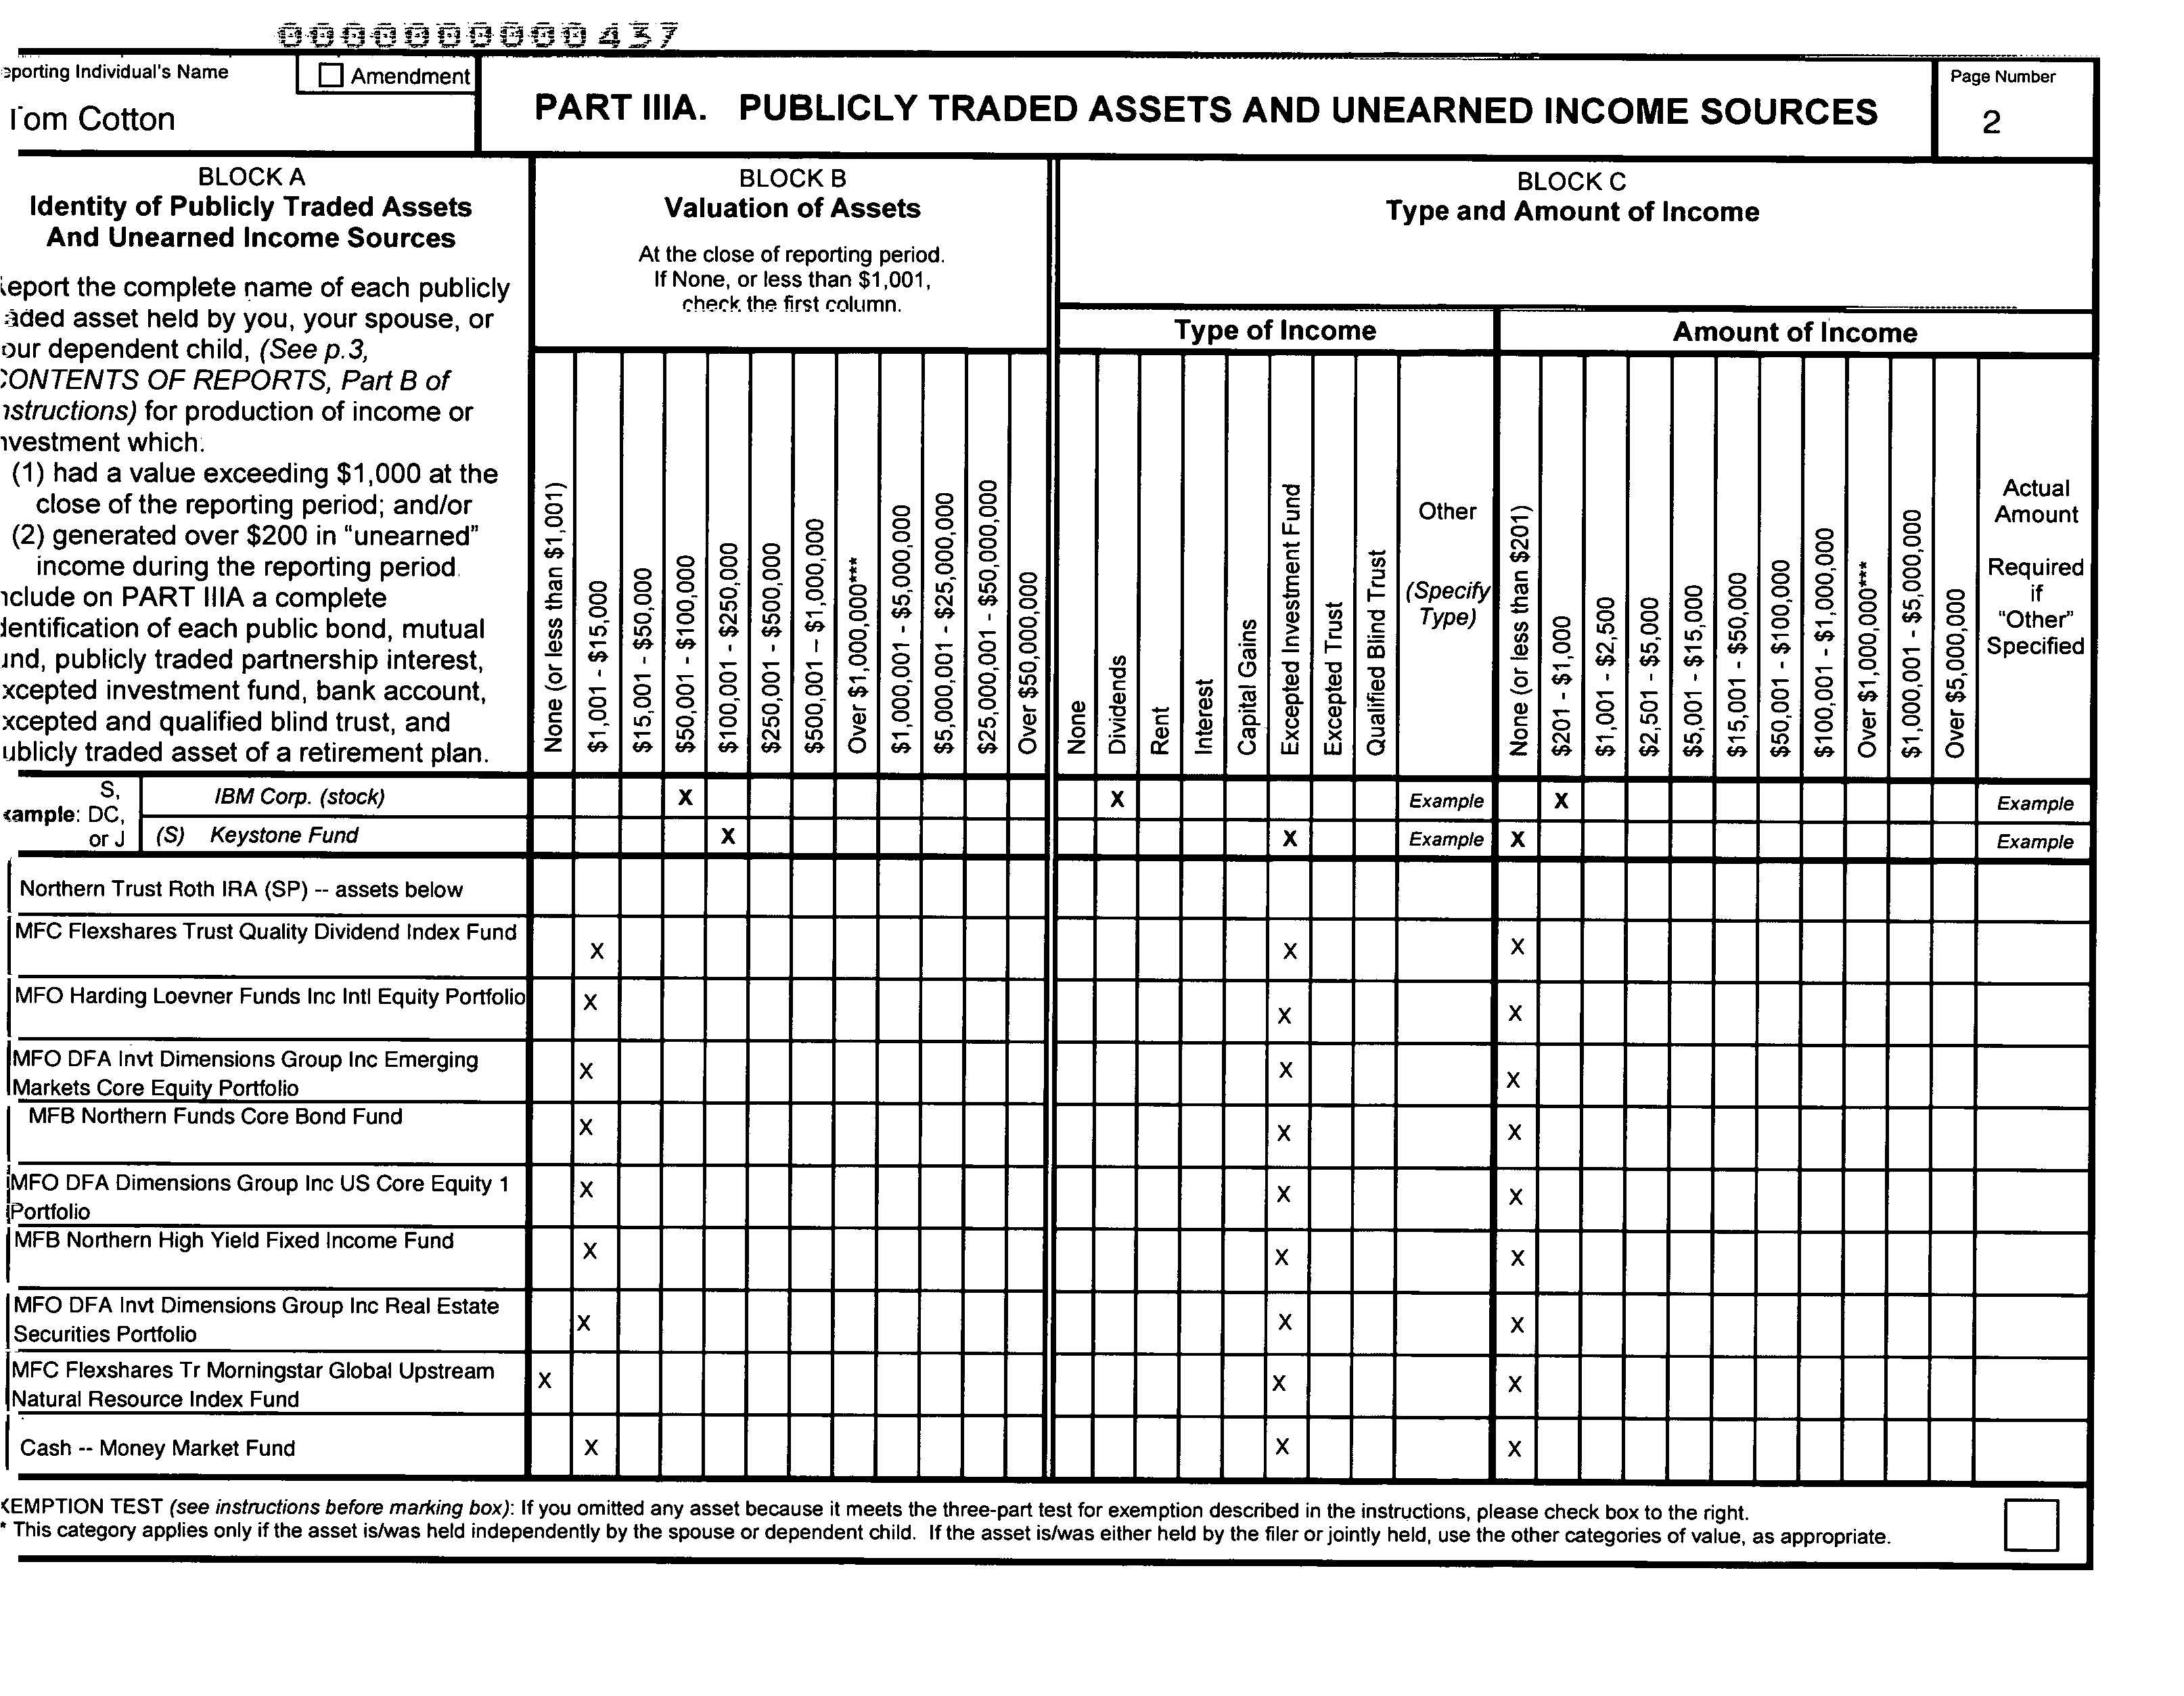 0000000000437
eporting Individual's Name
Amendment
Tom Cotton
PART IIIA. PUBLICLY TRADED ASSETS AND UNEARNED INCOME SOURCES
Page Number
2
BLOCK A
Identity of Publicly Traded Assets
And Unearned Income Sources
eport the complete name of each publicly
aded asset held by you, your spouse, or
our dependent child, (See p.3,
CONTENTS OF REPORTS, Part B of
nstructions) for production of income or
nvestment which:
(1) had a value exceeding $1,000 at the
close of the reporting period; and/or
(2) generated over $200 in "unearned"
income during the reporting period.
nclude on PART IIIA a complete
dentification of each public bond, mutual
und, publicly traded partnership interest,
xcepted investment fund, bank account,
xcepted and qualified blind trust, and
ublicly traded asset of a retirement plan.
BLOCK B
Valuation of Assets
At the close of reporting period.
If None, or less than $1,001,
check the first column.
None (or less than $1,001)
$1,001 - $15,000
$15,001 - $50,000
$50,001 - $100,000
$100,001 - $250,000
$250,001 - $500,000
$500,001 – $1,000,000
Over $1,000,000***
$1,000,001 - $5,000,000
$5,000,001 - $25,000,000
$25,000,001 - $50,000,000
Over $50,000,000
BLOCK C
Type and Amount of Income
Type of Income
None
Dividends
Rent
Interest
Capital Gains
Excepted Investment Fund
Excepted Trust
Qualified Blind Trust
Other
(Specify
Type)
Amount of Income
None (or less than $201)
$201 - $1,000
$1,001 - $2,500
$2,501 - $5,000
$5,001 - $15,000
$15,001 - $50,000
$50,001 - $100,000
$100,001 - $1,000,000
Over $1,000,000***
$1,000,001 - $5,000,000
Over $5,000,000
Actual
Amount
Required
if
"Other"
Specified
xample: S, DC, or J
IBM Corp. (stock) X X Example X Example
(S) Keystone Fund X X Example X Example
Northern Trust Roth IRA (SP) -- assets below
MFC Flexshares Trust Quality Dividend Index Fund X X X
MFO Harding Loevner Funds Inc Intl Equity Portfolio X X X
MFO DFA Invt Dimensions Group Inc Emerging
Markets Core Equity Portfolio X X X
MFB Northern Funds Core Bond Fund X X X
MFO DFA Dimensions Group Inc US Core Equity 1
Portfolio X X X
MFB Northern High Yield Fixed Income Fund X X X
MFO DFA Invt Dimensions Group Inc Real Estate
Securities Portfolio X X X
MFC Flexshares Tr Morningstar Global Upstream
Natural Resource Index Fund X X X
Cash -- Money Market Fund X X X
XEMPTION TEST (see instructions before marking box): If you omitted any asset because it meets the three-part test for exemption described in the instructions, please check box to the right.
* This category applies only if the asset is/was held independently by the spouse or dependent child. If the asset is/was either held by the filer or jointly held, use the other categories of value, as appropriate.